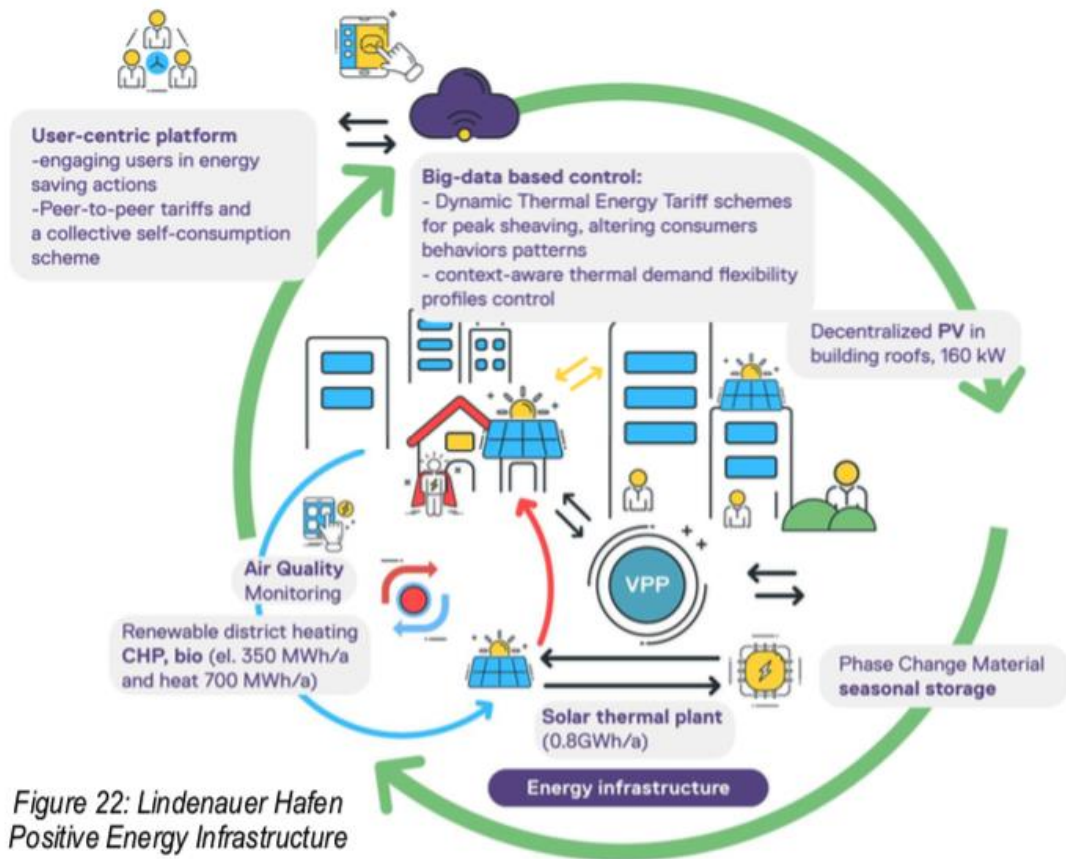 User-centric platform
-engaging users in energy
saving actions
-Peer-to-peer tariffs and
a collective self-consumption
scheme
Big-data based control:
- Dynamic Thermal Energy Tariff schemes
for peak sheaving, altering consumers
behaviors patterns
- context-aware thermal demand flexibility
profiles control
Decentralized PV in
building roofs, 160 kW
Air Quality
Monitoring
VPP
Renewable district heating
CHP, bio (el. 350 MWh/a
and heat 700 MWh/a)
Phase Change Material
seasonal storage
Solar thermal plant
(0.8GWh/a)
Energy infrastructure
Figure 22: Lindenauer Hafen
Positive Energy Infrastructure